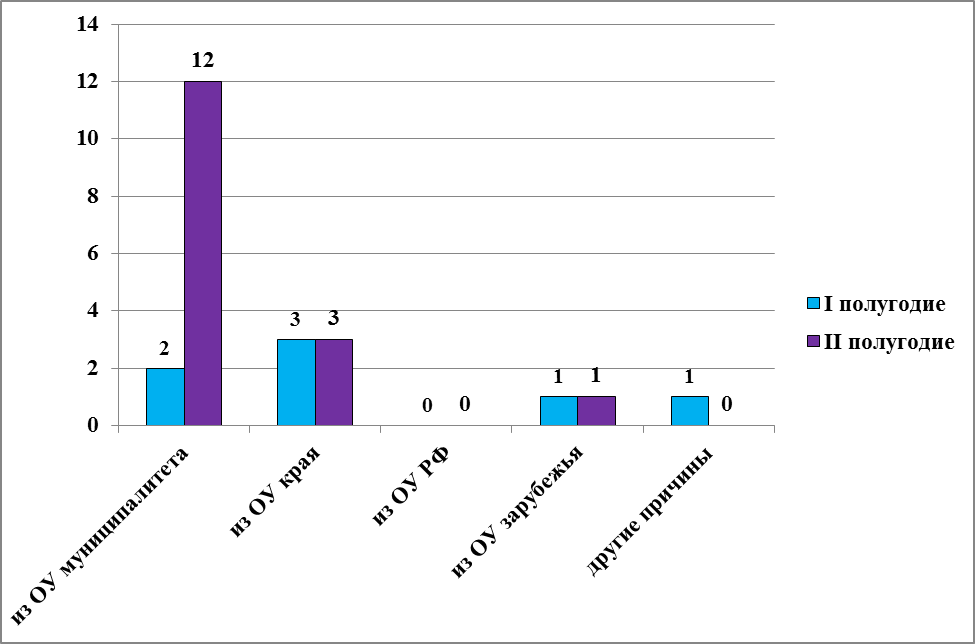 14
12
10
8
6
4
2
0
2
12
3
3
0
0
1
1
1
0
из ОУ муниципалитета
из ОУ края
из ОУ РФ
из ОУ зарубежья
другие причины
I полугодие
II полугодие